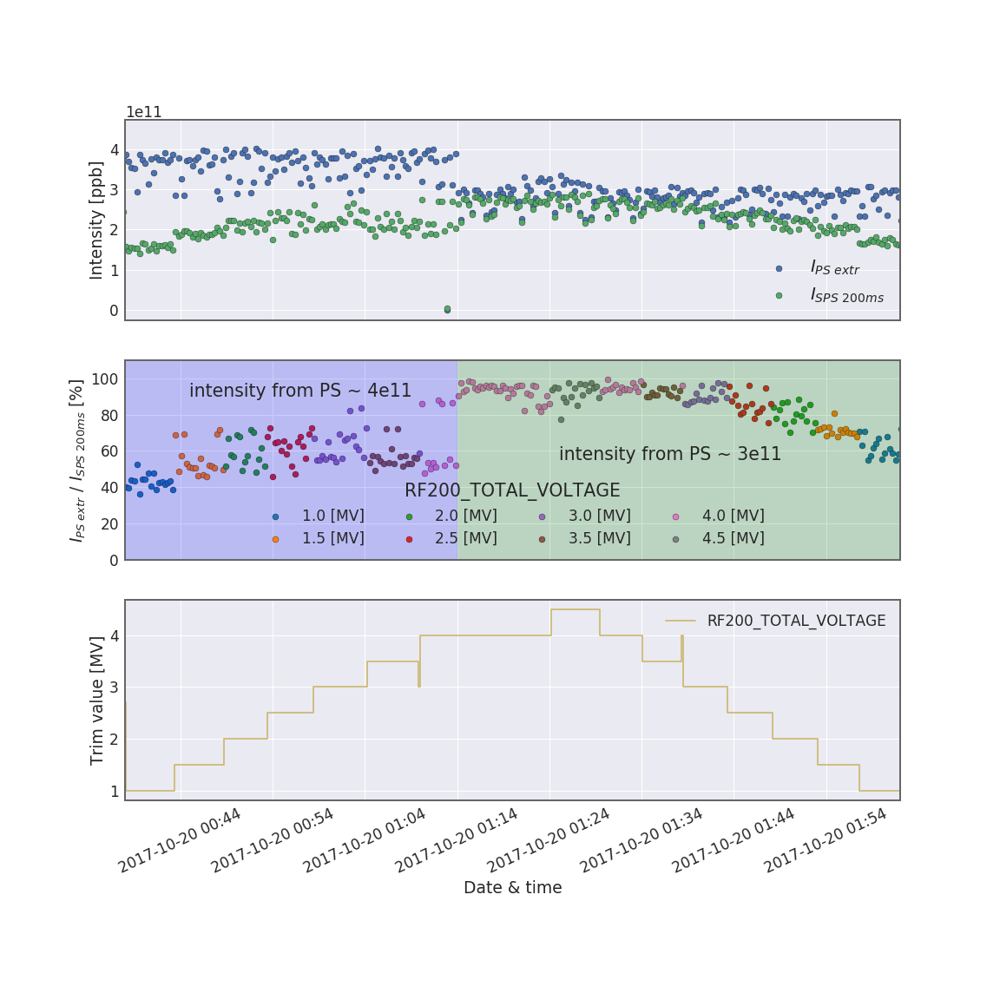 1e11
4
3
2
1
0
Intensity [ppb]
I_PS extr
I_SPS 200ms
100
80
60
40
20
0
I_PS extr / I_SPS 200ms [%]
intensity from PS ~ 4e11
intensity from PS ~ 3e11
RF200_TOTAL_VOLTAGE
1.0 [MV] 2.0 [MV] 3.0 [MV] 4.0 [MV]
1.5 [MV] 2.5 [MV] 3.5 [MV] 4.5 [MV]
RF200_TOTAL_VOLTAGE
4
3
2
1
Trim value [MV]
2017-10-20 00:44
2017-10-20 00:54
2017-10-20 01:04
2017-10-20 01:14
2017-10-20 01:24
2017-10-20 01:34
2017-10-20 01:44
2017-10-20 01:54
Date & time